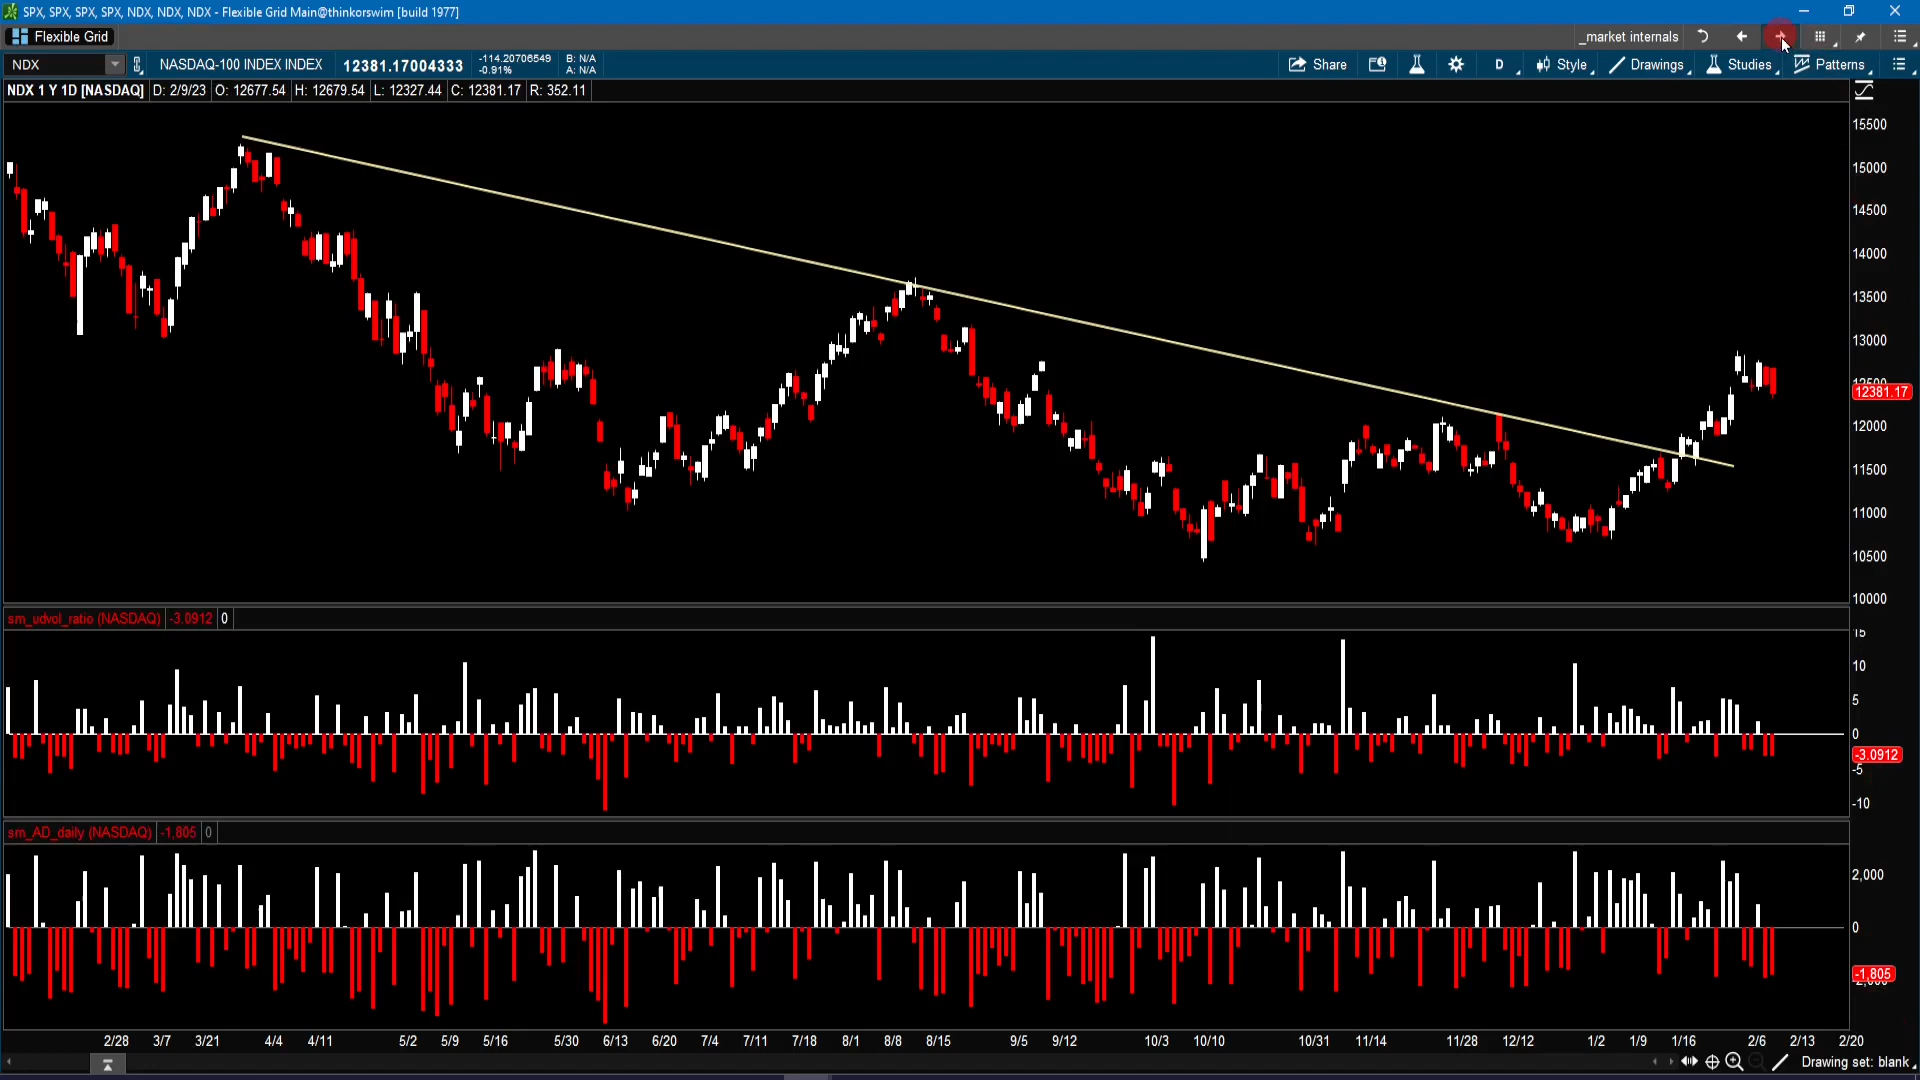 SPX, SPX, SPX, SPX, NDX, NDX, NDX - Flexible Grid Main@thinkorswim [build 1977]
Flexible Grid
_market internals
NDX
NASDAQ-100 INDEX INDEX
12381.17004333
-114.20706549
-0.91%
B: N/A
A: N/A
Share
D
Style
Drawings
Studies
Patterns
NDX 1 Y 1D [NASDAQ] D: 2/9/23 O: 12677.54 H: 12679.54 L: 12327.44 C: 12381.17 R: 352.11
15500
15000
14500
14000
13500
13000
12500
12381.17
12000
11500
11000
10500
10000
sm_udvol_ratio (NASDAQ) -3.0912 0
15
10
5
0
-3.0912
-5
-10
sm_AD_daily (NASDAQ) -1,805 0
2,000
0
-1,805
-2,000
2/28 3/7 3/21 4/4 4/11 5/2 5/9 5/16 5/30 6/13 6/20 7/4 7/11 7/18 8/1 8/8 8/15 9/5 9/12 10/3 10/10 10/31 11/14 11/28 12/12 1/2 1/9 1/16 2/6 2/13 2/20
Drawing set: blank